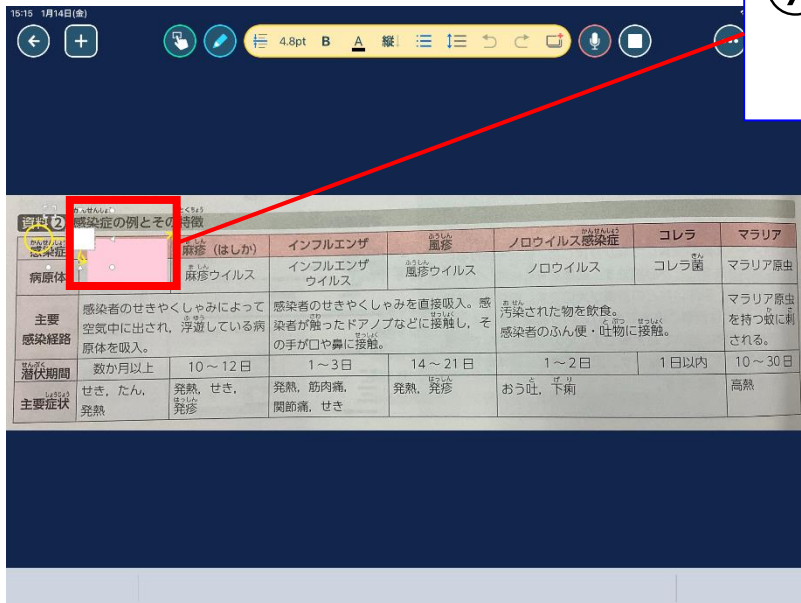 15:15 1月14日(金)
4.8pt B A 縦
資料② 感染症の例とその特徴
感染症 麻疹(はしか) インフルエンザ 風疹 ノロウイルス感染症 コレラ マラリア
病原体 麻疹ウイルス インフルエンザウイルス 風疹ウイルス ノロウイルス コレラ菌 マラリア原虫
主要感染経路 感染者のせきやくしゃみによって空気中に出され,浮遊している病原体を吸入。 感染者のせきやくしゃみを直接吸入。感染者が触ったドアノブなどに接触し,その手が口や鼻に接触。 汚染された物を飲食。感染者のふん便・吐物に接触。 マラリア原虫を持つ蚊に刺される。
潜伏期間 数か月以上 10~12日 1~3日 14~21日 1~2日 1日以内 10~30日
主要症状 せき,たん,発熱 発熱,せき,発疹 発熱,筋肉痛,関節痛,せき 発熱,発疹 おう吐,下痢 高熱